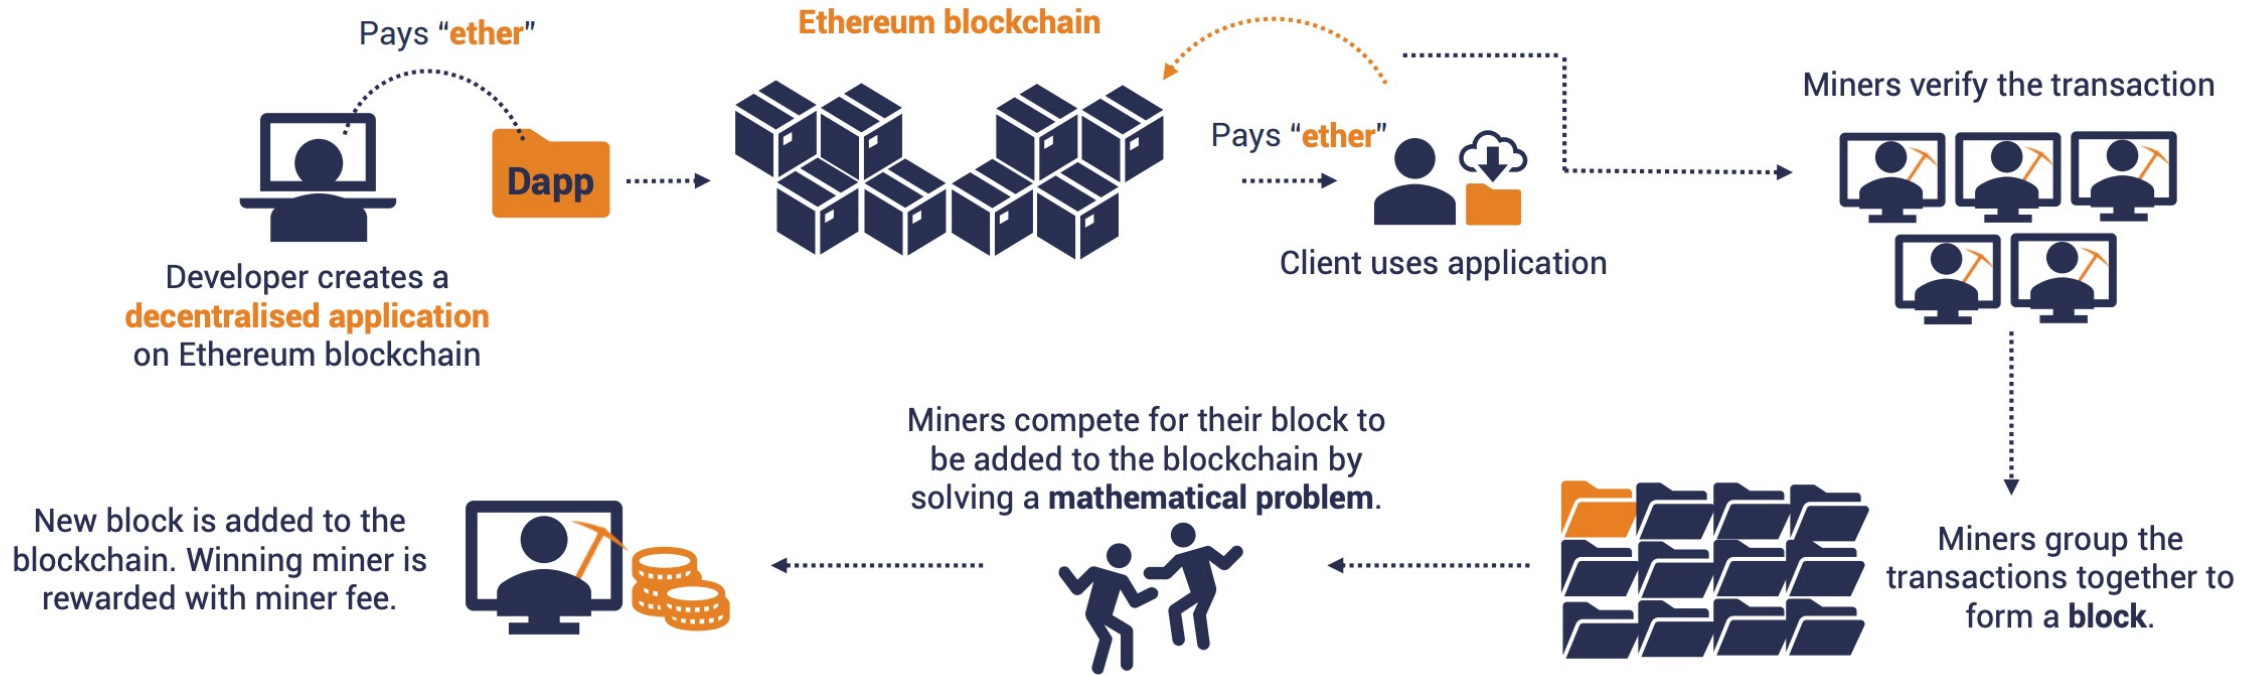 Pays “ether”
Dapp
Developer creates a
decentralised application
on Ethereum blockchain
Ethereum blockchain
Pays “ether”
Client uses application
Miners verify the transaction
Miners group the
transactions together to
form a block.
Miners compete for their block to
be added to the blockchain by
solving a mathematical problem.
New block is added to the
blockchain. Winning miner is
rewarded with miner fee.